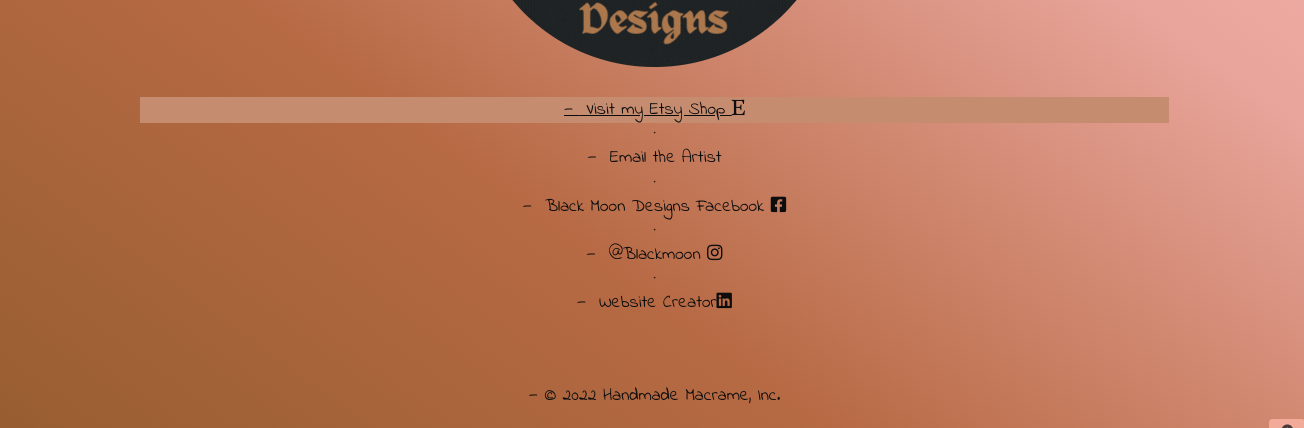 Designs
- Visit my Etsy Shop E
- Email the Artist
- Black Moon Designs Facebook
- @Blackmoon
- Website Creator in
- © 2022 Handmade Macrame, Inc.